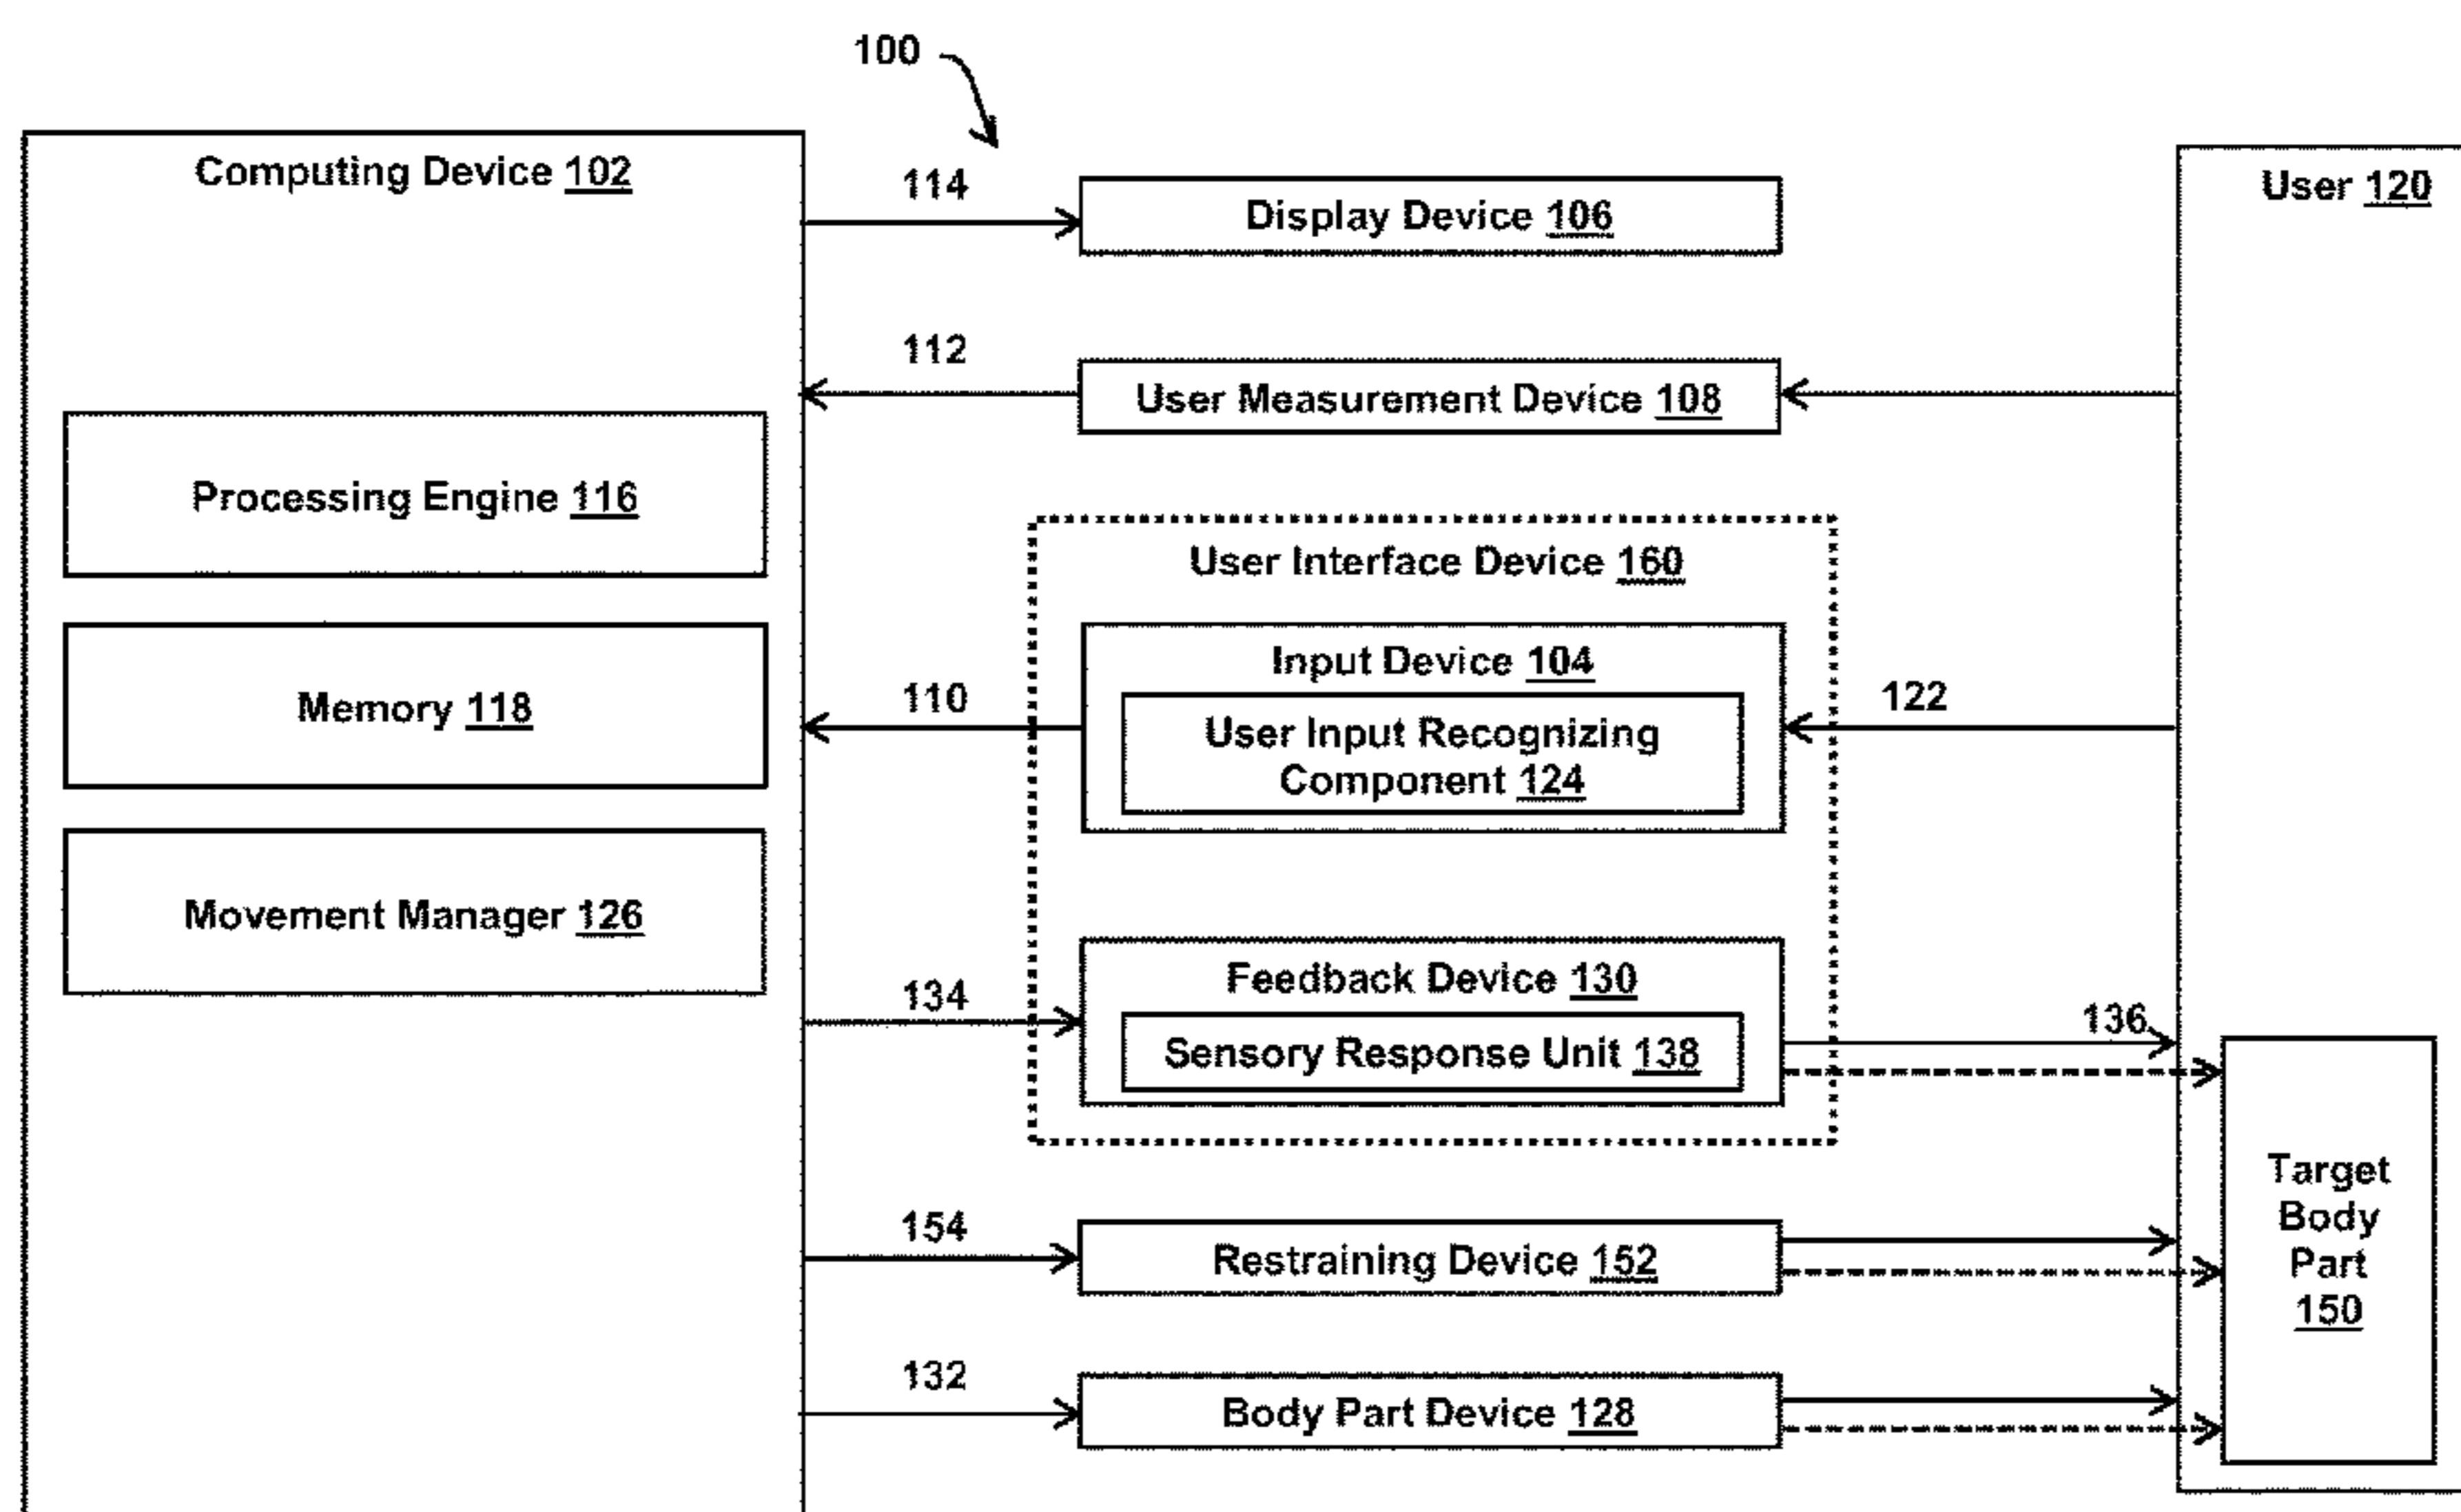 100
Computing Device 102
114
Display Device 106
User 120
112
User Measurement Device 108
Processing Engine 116
User Interface Device 160
Input Device 104
110
User Input Recognizing
Component 124
122
Memory 118
Movement Manager 126
134
Feedback Device 130
Sensory Response Unit 138
136
Target
Body
Part
150
154
Restraining Device 152
132
Body Part Device 128